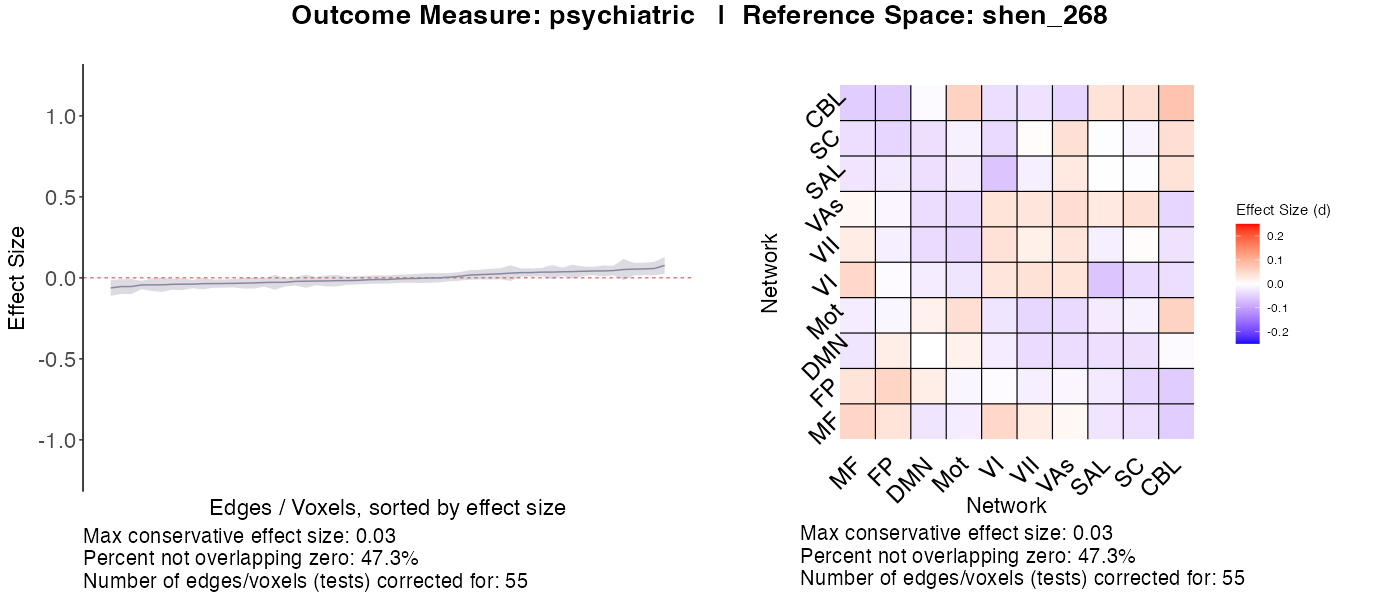 Outcome Measure: psychiatric | Reference Space: shen_268
Effect Size
1.0
0.5
0.0
-0.5
-1.0
Edges / Voxels, sorted by effect size
Max conservative effect size: 0.03
Percent not overlapping zero: 47.3%
Number of edges/voxels (tests) corrected for: 55
Network
CBL
SC
SAL
VAs
VII
VI
Mot
DMN
FP
MF
MF FP DMN Mot VI VII VAs SAL SC CBL
Network
Effect Size (d)
0.2
0.1
0.0
-0.1
-0.2
Max conservative effect size: 0.03
Percent not overlapping zero: 47.3%
Number of edges/voxels (tests) corrected for: 55